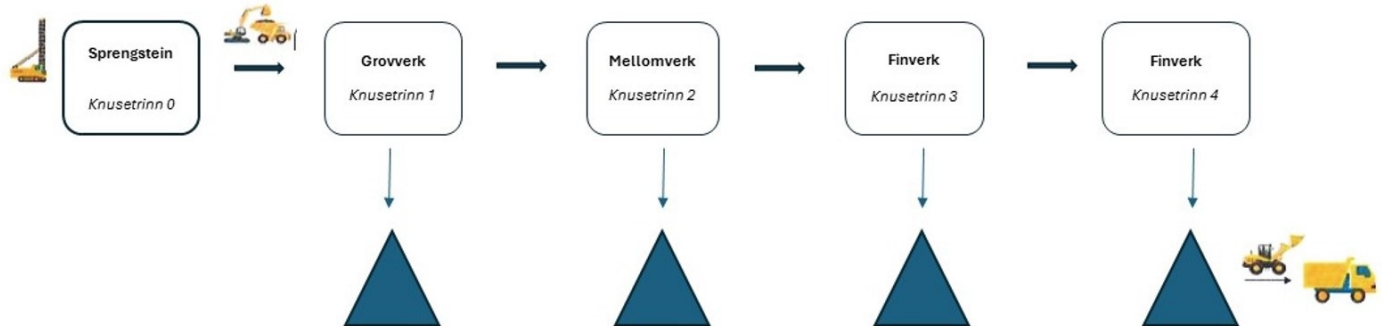 Sprengstein
Knusetrinn 0
Grovverk
Knusetrinn 1
Mellomverk
Knusetrinn 2
Finverk
Knusetrinn 3
Finverk
Knusetrinn 4